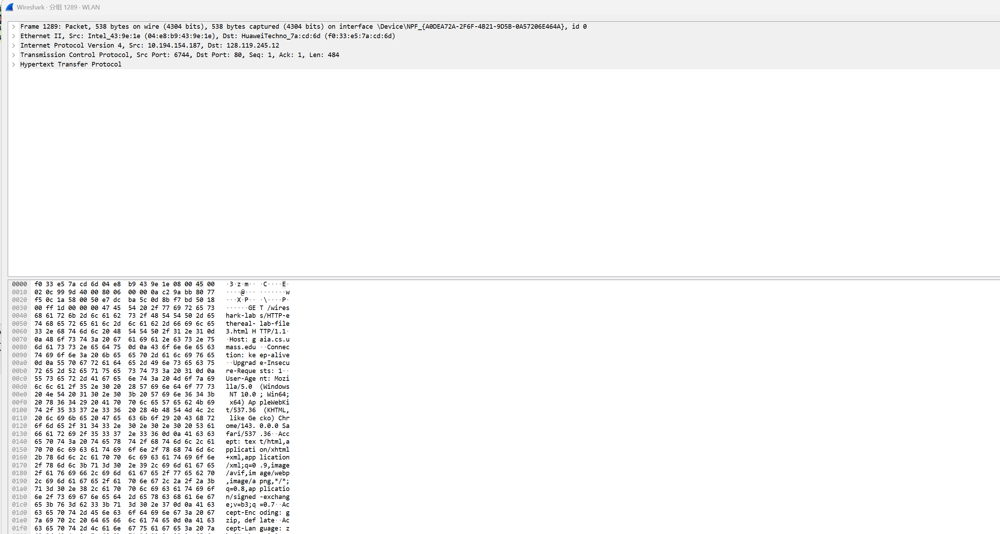 Wireshark · 分组 1289 · WLAN
Frame 1289: Packet, 538 bytes on wire (4304 bits), 538 bytes captured (4304 bits) on interface \Device\NPF_{A0DEA72A-2F6F-4B21-9D5B-0A57206E464A}, id 0
Ethernet II, Src: Intel_43:9e:1e (04:e8:b9:43:9e:1e), Dst: HuaweiTechno_7a:cd:6d (f0:33:e5:7a:cd:6d)
Internet Protocol Version 4, Src: 10.194.154.187, Dst: 128.119.245.12
Transmission Control Protocol, Src Port: 6744, Dst Port: 80, Seq: 1, Ack: 1, Len: 484
Hypertext Transfer Protocol
0000 f0 33 e5 7a cd 6d 04 e8 b9 43 9e 1e 08 00 45 00 ·3·z·m·· ·C····E·
0010 02 0c 99 9d 40 00 80 06 00 00 0a c2 9a bb 80 77 ····@··· ·······w
0020 f5 0c 1a 58 00 50 e7 dc ba 5c 0d 8b f7 bd 50 18 ···X·P·· ·\····P·
0030 00 ff 1d 00 00 00 47 45 54 20 2f 77 69 72 65 73 ······GE T /wires
0040 68 61 72 6b 2d 6c 61 62 73 2f 48 54 54 50 2d 65 hark-lab s/HTTP-e
0050 74 68 65 72 65 61 6c 2d 6c 61 62 2d 66 69 6c 65 thereal- lab-file
0060 33 2e 68 74 6d 6c 20 48 54 54 50 2f 31 2e 31 0d 3.html H TTP/1.1·
0070 0a 48 6f 73 74 3a 20 67 61 69 61 2e 63 73 2e 75 ·Host: g aia.cs.u
0080 6d 61 73 73 2e 65 64 75 0d 0a 43 6f 6e 6e 65 63 mass.edu ··Connec
0090 74 69 6f 6e 3a 20 6b 65 65 70 2d 61 6c 69 76 65 tion: ke ep-alive
00a0 0d 0a 55 70 67 72 61 64 65 2d 49 6e 73 65 63 75 ··Upgrad e-Insecu
00b0 72 65 2d 52 65 71 75 65 73 74 73 3a 20 31 0d 0a re-Reque sts: 1··
00c0 55 73 65 72 2d 41 67 65 6e 74 3a 20 4d 6f 7a 69 User-Age nt: Mozi
00d0 6c 6c 61 2f 35 2e 30 20 28 57 69 6e 64 6f 77 73 lla/5.0 (Windows
00e0 20 4e 54 20 31 30 2e 30 3b 20 57 69 6e 36 34 3b NT 10.0 ; Win64;
00f0 20 78 36 34 29 20 41 70 70 6c 65 57 65 62 4b 69 x64) Ap pleWebKi
0100 74 2f 35 33 37 2e 33 36 20 28 4b 48 54 4d 4c 2c t/537.36 (KHTML,
0110 20 6c 69 6b 65 20 47 65 63 6b 6f 29 20 43 68 72 like Ge cko) Chr
0120 6f 6d 65 2f 31 34 33 2e 30 2e 30 2e 30 20 53 61 ome/143. 0.0.0 Sa
0130 66 61 72 69 2f 35 33 37 2e 33 36 0d 0a 41 63 63 fari/537 .36··Acc
0140 65 70 74 3a 20 74 65 78 74 2f 68 74 6d 6c 2c 61 ept: tex t/html,a
0150 70 70 6c 69 63 61 74 69 6f 6e 2f 78 68 74 6d 6c pplicati on/xhtml
0160 2b 78 6d 6c 2c 61 70 70 6c 69 63 61 74 69 6f 6e +xml,app lication
0170 2f 78 6d 6c 3b 71 3d 30 2e 39 2c 69 6d 61 67 65 /xml;q=0 .9,image
0180 2f 61 76 69 66 2c 69 6d 61 67 65 2f 77 65 62 70 /avif,im age/webp
0190 2c 69 6d 61 67 65 2f 61 70 6e 67 2c 2a 2f 2a 3b ,image/a png,*/*;
01a0 71 3d 30 2e 38 2c 61 70 70 6c 69 63 61 74 69 6f q=0.8,ap plicatio
01b0 6e 2f 73 69 67 6e 65 64 2d 65 78 63 68 61 6e 67 n/signed -exchang
01c0 65 3b 76 3d 62 33 3b 71 3d 30 2e 37 0d 0a 41 63 e;v=b3;q =0.7··Ac
01d0 63 65 70 74 2d 45 6e 63 6f 64 69 6e 67 3a 20 67 cept-Enc oding: g
01e0 7a 69 70 2c 20 64 65 66 6c 61 74 65 0d 0a 41 63 zip, def late··Ac
01f0 63 65 70 74 2d 4c 61 6e 67 75 61 67 65 3a 20 7a cept-Lan guage: z